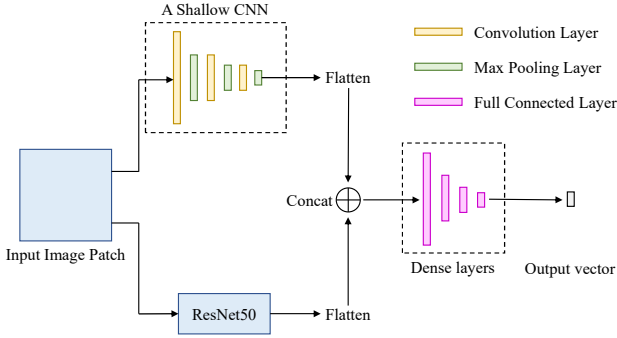 A Shallow CNN
Convolution Layer
Max Pooling Layer
Full Connected Layer
Flatten
Concat
Input Image Patch
Dense layers
Output vector
ResNet50
Flatten